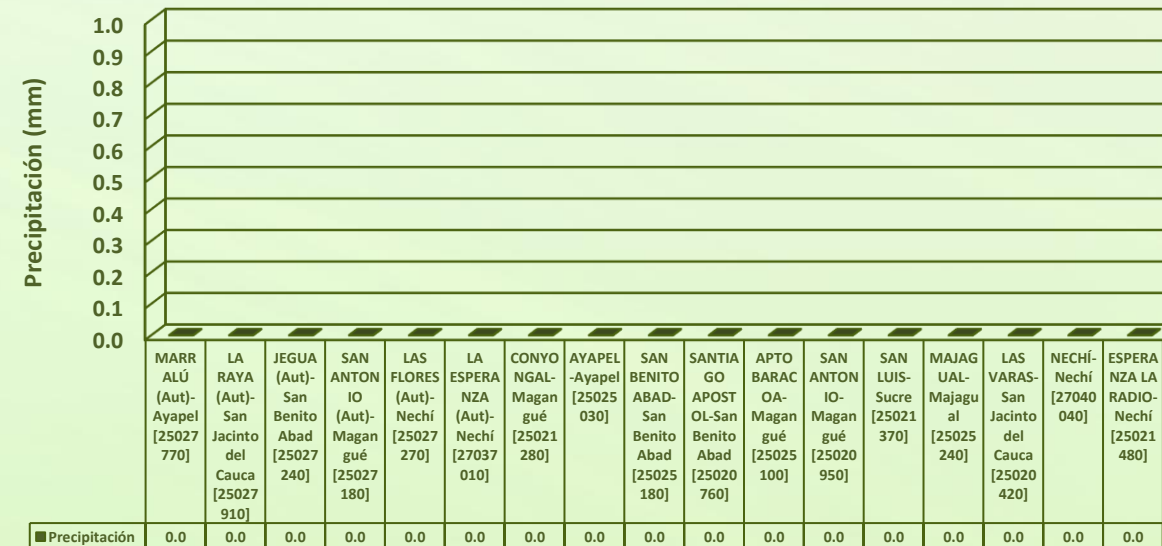 Precipitación (mm)
1.0
0.9
0.8
0.7
0.6
0.5
0.4
0.3
0.2
0.1
0.0
MARR
ALÚ
(Aut)-
Ayapel
[25027
770]
LA
RAYA
(Aut)-
San
Jacinto
del
Cauca
[25027
910]
JEGUA
(Aut)-
San
Benito
Abad
[25027
240]
SAN
ANTON
IO
(Aut)-
Magan
gué
[25027
180]
LAS
FLORES
(Aut)-
Nechí
[25027
270]
LA
ESPERA
NZA
(Aut)-
Nechí
[27037
010]
CONYO
NGAL-
Magan
gué
[25021
280]
AYAPEL
-Ayapel
[25025
030]
SAN
BENITO
ABAD-
San
Benito
Abad
[25025
180]
SANTIA
GO
APOST
OL-San
Benito
Abad
[25020
760]
APTO
BARAC
OA-
Magan
gué
[25025
100]
SAN
ANTON
IO-
Magan
gué
[25020
950]
SAN
LUIS-
Sucre
[25021
370]
MAJAG
UAL-
Majagu
al
[25025
240]
LAS
VARAS-
San
Jacinto
del
Cauca
[25020
420]
NECHÍ-
Nechí
[27040
040]
ESPERA
NZA LA
RADIO-
Nechí
[25021
480]
Precipitación 0.0 0.0 0.0 0.0 0.0 0.0 0.0 0.0 0.0 0.0 0.0 0.0 0.0 0.0 0.0 0.0 0.0